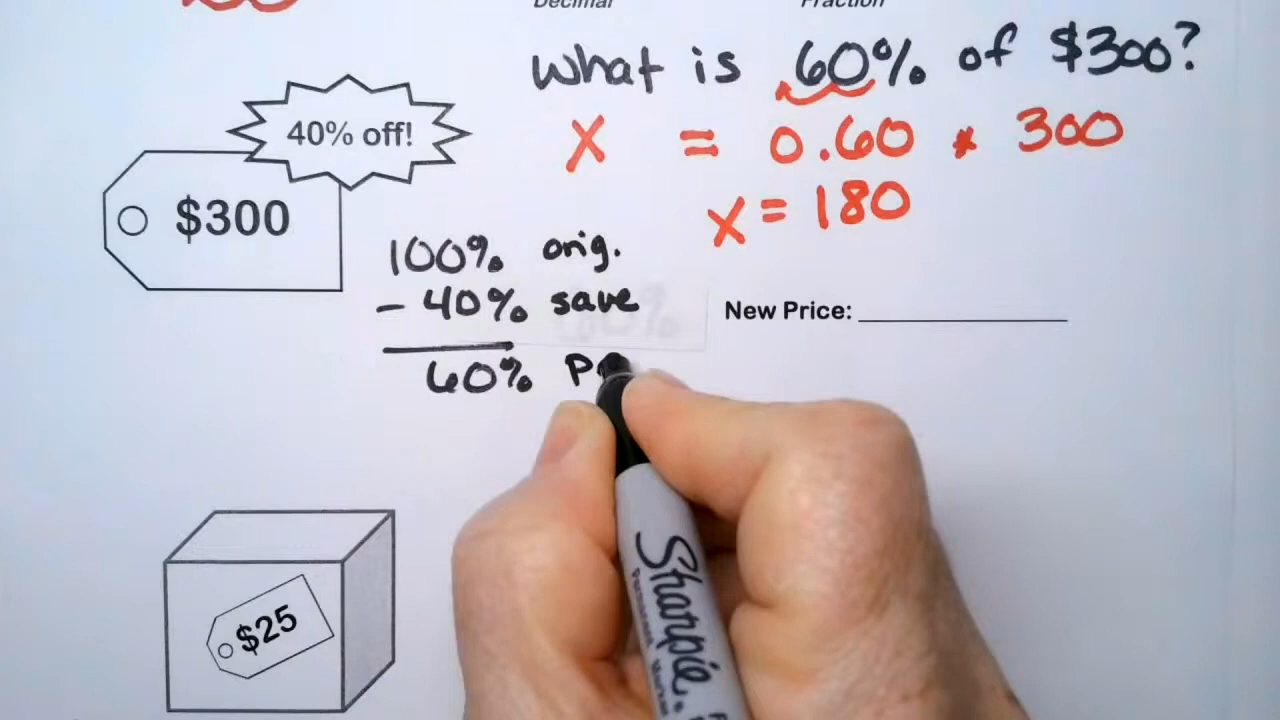 Decimal
Fraction
What is 60% of $300?
40% off!
X = 0.60 * 300
$300
X = 180
100% orig.
- 40% save
New Price:
60% P
$25
Sharpie.